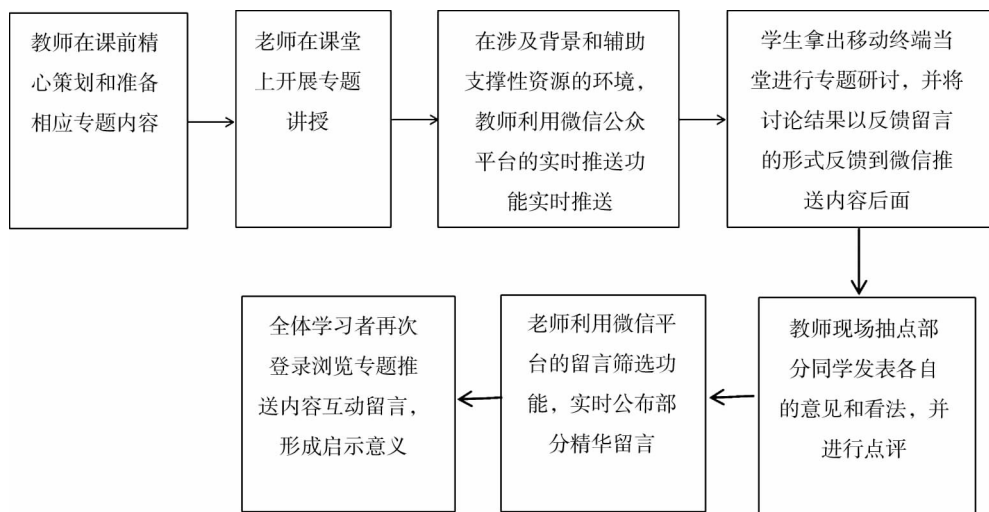 教师在课前精
心策划和准备
相应专题内容
老师在课堂
上开展专题
讲授
在涉及背景和辅助
支撑性资源的环境，
教师利用微信公众
平台的实时推送功
能实时推送
学生拿出移动终端当
堂进行专题研讨，并将
讨论结果以反馈留言
的形式反馈到微信推
送内容后面
教师现场抽点部
分同学发表各自
的意见和看法，并
进行点评
老师利用微信平
台的留言筛选功
能，实时公布部
分精华留言
全体学习者再次
登录浏览专题推
送内容互动留言，
形成启示意义